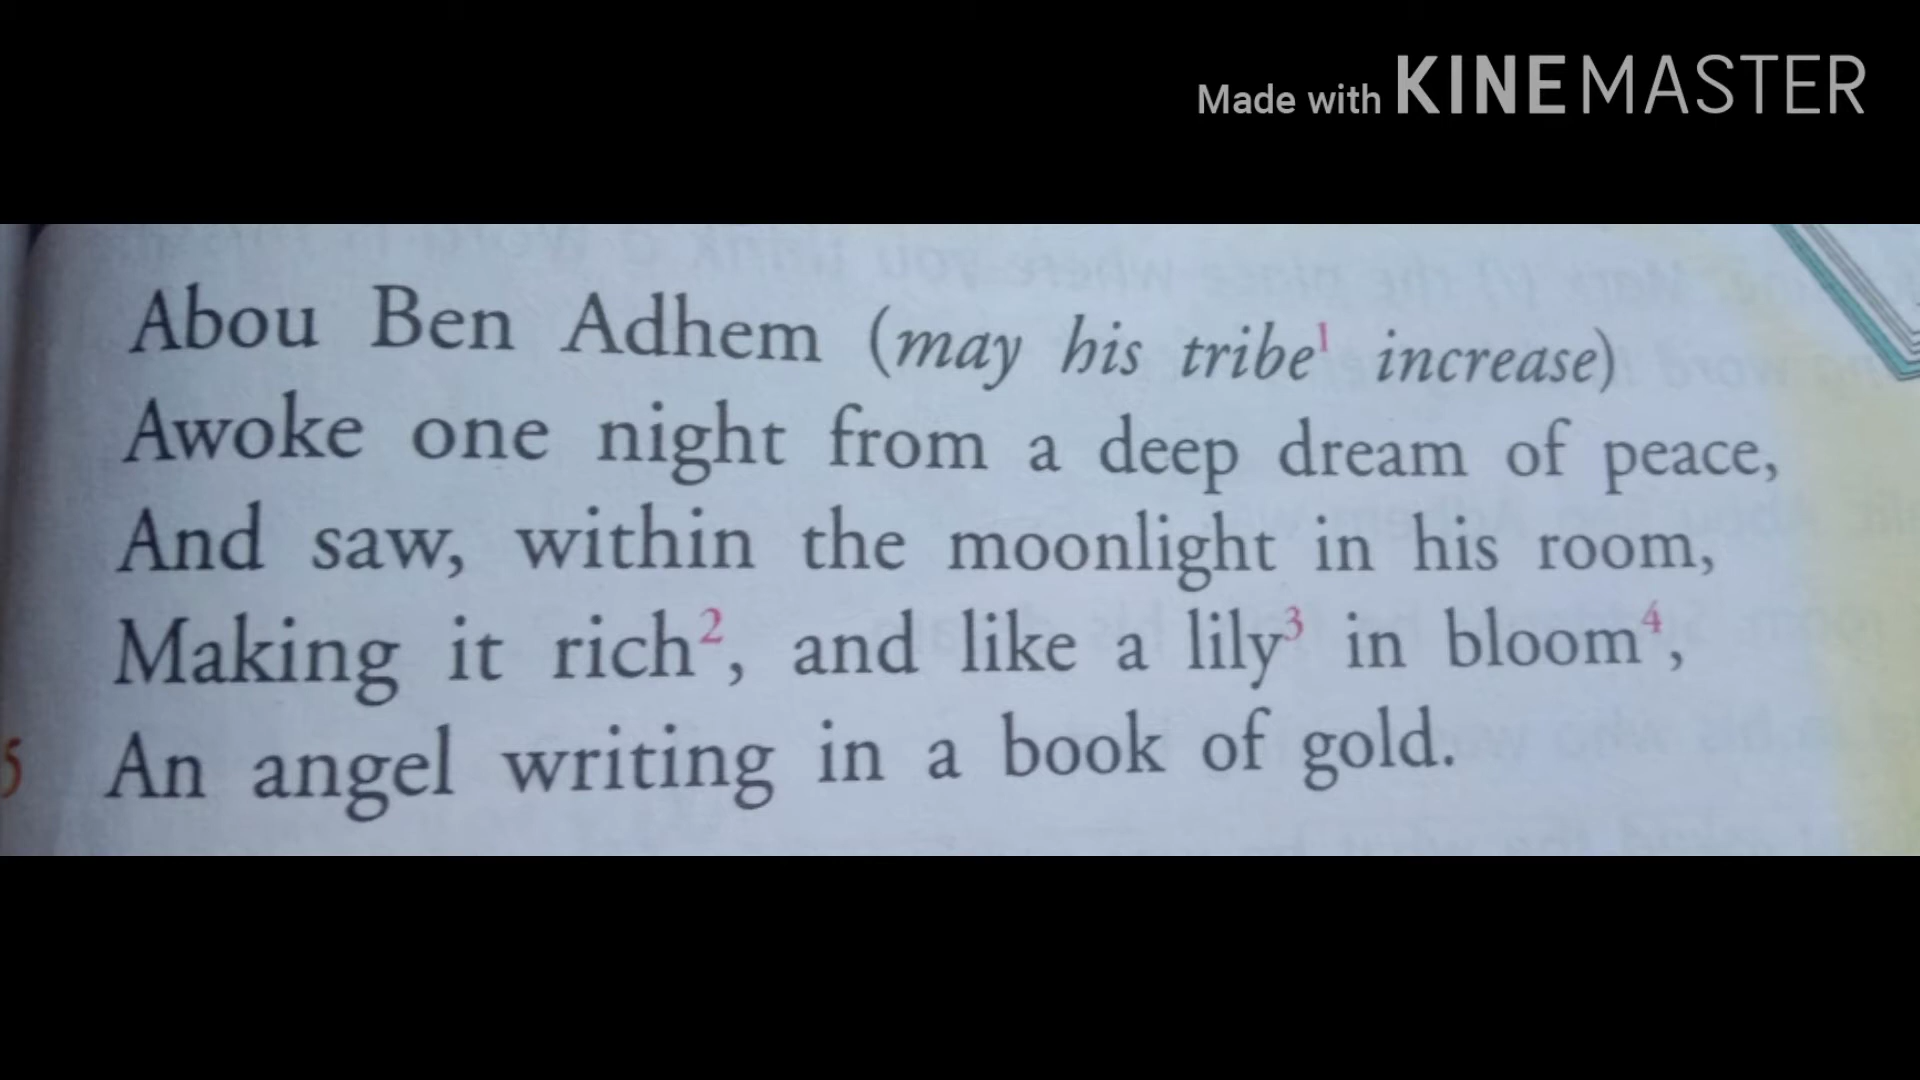 Made with KINEMASTER
Abou Ben Adhem (may his tribe¹ increase)
Awoke one night from a deep dream of peace,
And saw, within the moonlight in his room,
Making it rich², and like a lily³ in bloom⁴,
5 An angel writing in a book of gold.